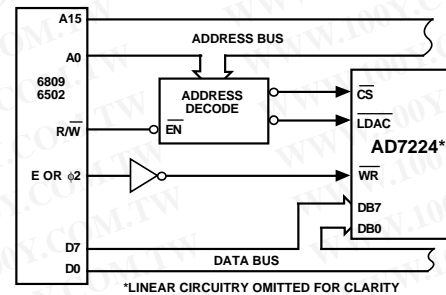 A15
ADDRESS BUS
A0
6809
6502
ADDRESS
DECODE
CS
R/W
EN
LDAC
AD7224*
E OR ϕ2
WR
DB7
DB0
D7
DATA BUS
D0
*LINEAR CIRCUITRY OMITTED FOR CLARITY